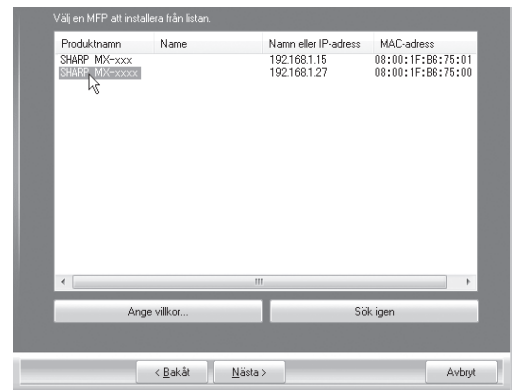 Välj en MFP att installera från listan.
Produktnamn Name Namn eller IP-adress MAC-adress
SHARP MX-xxx 192.168.1.15 08:00:1F:B6:75:01
SHARP MX-xxxx 192.168.1.27 08:00:1F:B6:75:00
Ange villkor... Sök igen
< Bakåt Nästa > Avbryt